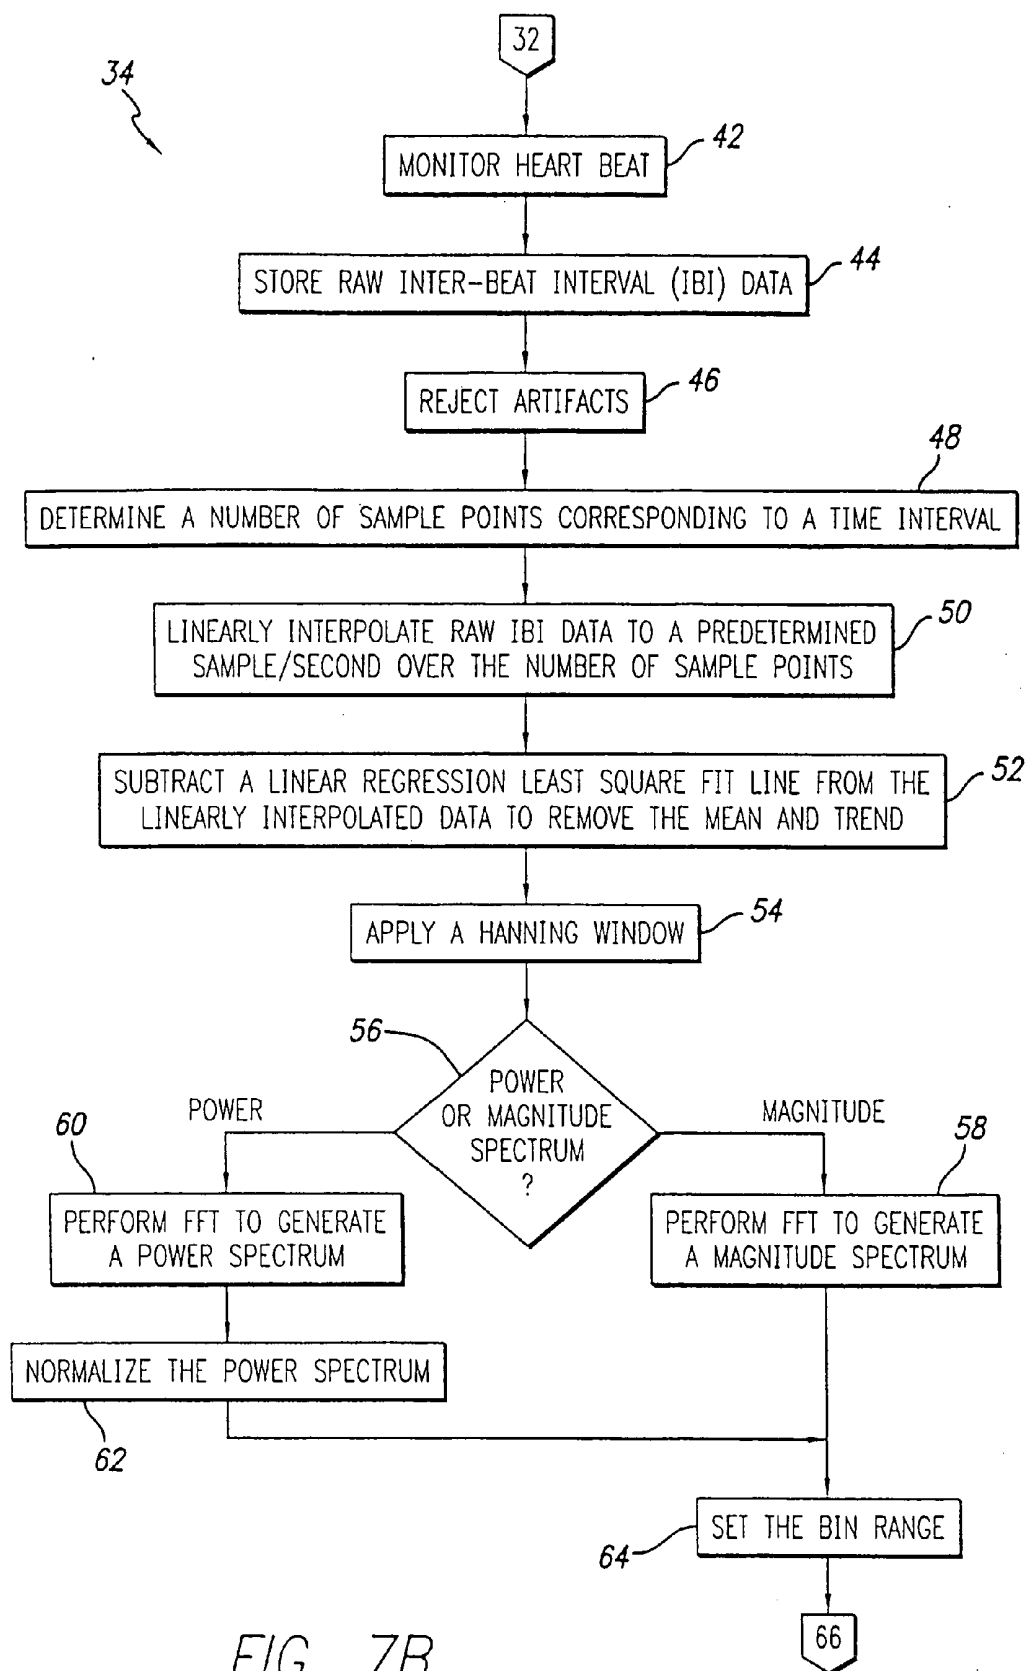 32
34
MONITOR HEART BEAT
42
STORE RAW INTER-BEAT INTERVAL (IBI) DATA
44
REJECT ARTIFACTS
46
48
DETERMINE A NUMBER OF SAMPLE POINTS CORRESPONDING TO A TIME INTERVAL
LINEARLY INTERPOLATE RAW IBI DATA TO A PREDETERMINED
SAMPLE/SECOND OVER THE NUMBER OF SAMPLE POINTS
50
SUBTRACT A LINEAR REGRESSION LEAST SQUARE FIT LINE FROM THE
LINEARLY INTERPOLATED DATA TO REMOVE THE MEAN AND TREND
52
APPLY A HANNING WINDOW
54
56
POWER
OR MAGNITUDE
SPECTRUM
?
POWER
MAGNITUDE
60
PERFORM FFT TO GENERATE
A POWER SPECTRUM
58
PERFORM FFT TO GENERATE
A MAGNITUDE SPECTRUM
NORMALIZE THE POWER SPECTRUM
62
SET THE BIN RANGE
64
66
FIG. 7B